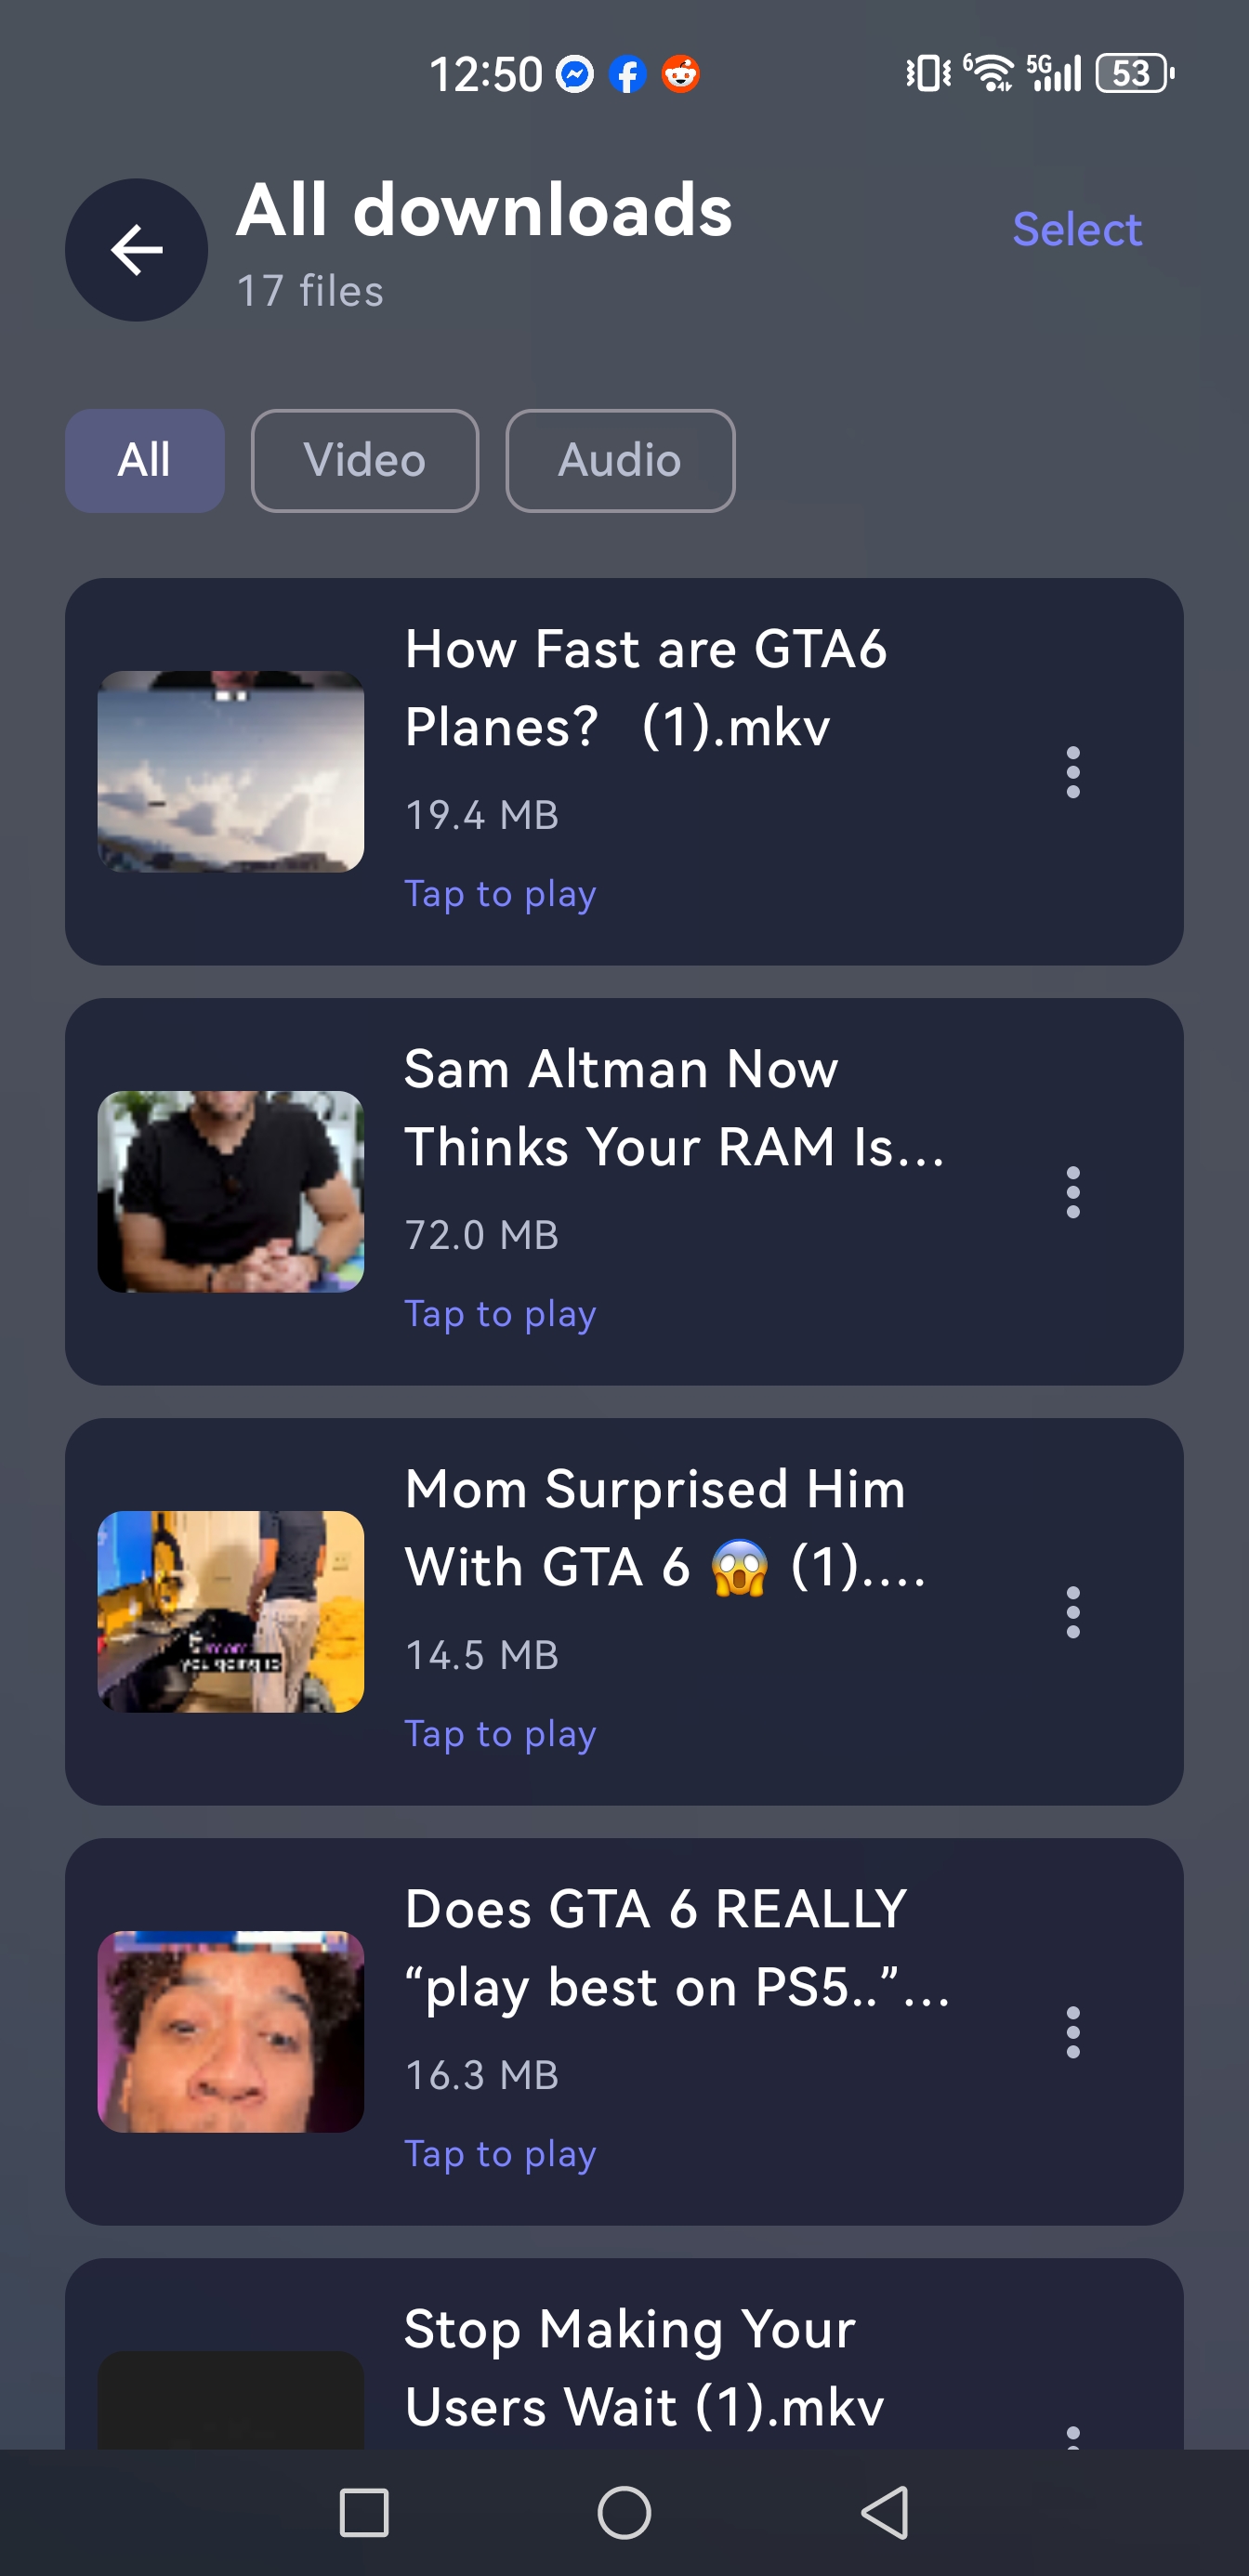 12:50
6
5G
53
All downloads
Select
17 files
All
Video
Audio
How Fast are GTA6
Planes? (1).mkv
19.4 MB
Tap to play
Sam Altman Now
Thinks Your RAM Is...
72.0 MB
Tap to play
Mom Surprised Him
With GTA 6 😱 (1)....
14.5 MB
Tap to play
Does GTA 6 REALLY
“play best on PS5..”...
16.3 MB
Tap to play
Stop Making Your
Users Wait (1).mkv